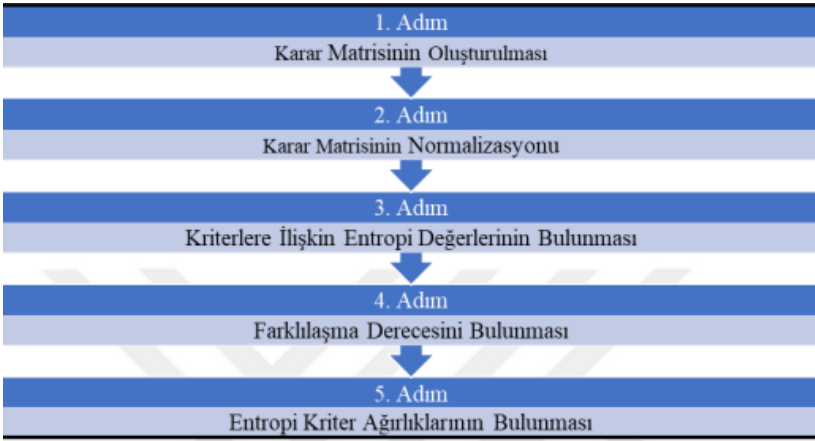 1. Adım
Karar Matrisinin Oluşturulması
2. Adım
Karar Matrisinin Normalizasyonu
3. Adım
Kriterlere İlişkin Entropi Değerlerinin Bulunması
4. Adım
Farklılaşma Derecesini Bulunması
5. Adım
Entropi Kriter Ağırlıklarının Bulunması